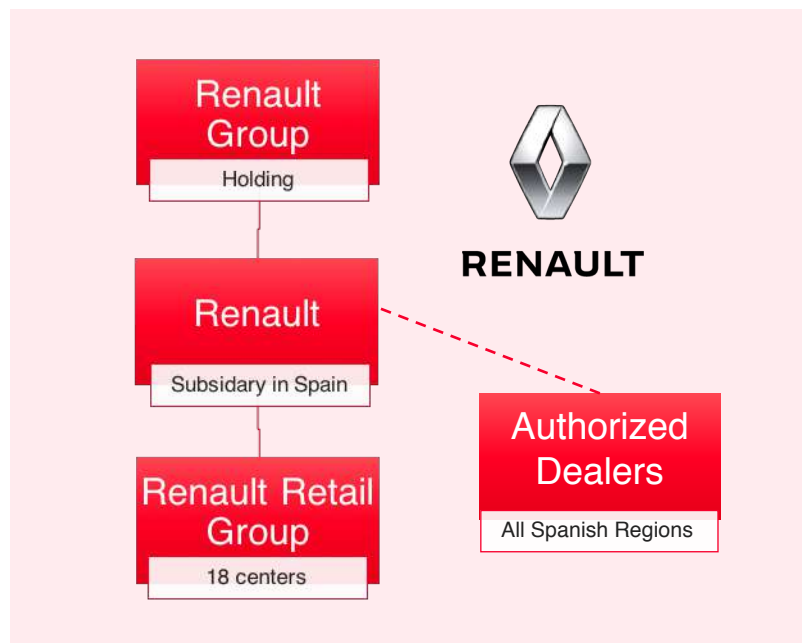 Renault
Group
Holding
RENAULT
Renault
Subsidary in Spain
Authorized
Dealers
All Spanish Regions
Renault Retail
Group
18 centers